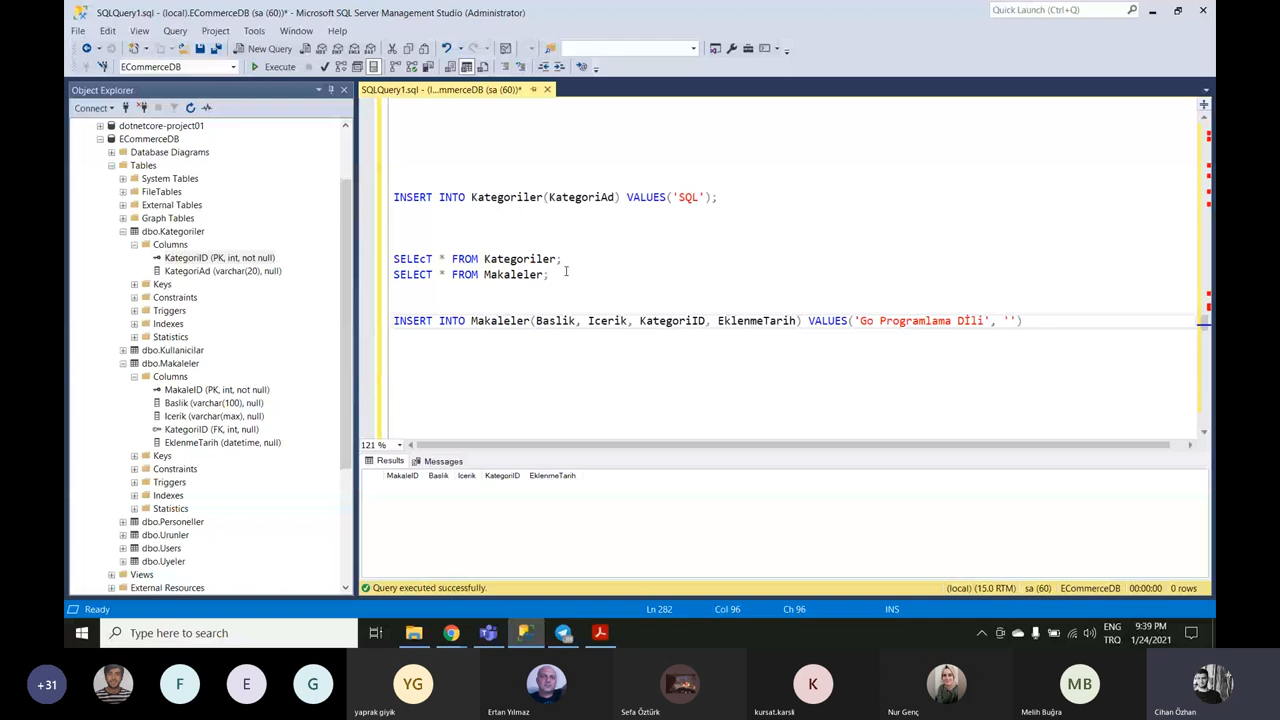 SQLQuery1.sql - (local).ECommerceDB (sa (60))* - Microsoft SQL Server Management Studio (Administrator)
Quick Launch (Ctrl+Q)
File Edit View Query Project Tools Window Help
New Query
ECommerceDB
Execute
Object Explorer
SQLQuery1.sql - (l...mmerceDB (sa (60))*
Connect
dotnetcore-project01
ECommerceDB
Database Diagrams
Tables
System Tables
FileTables
External Tables
Graph Tables
dbo.Kategoriler
Columns
KategoriID (PK, int, not null)
KategoriAd (varchar(20), null)
Keys
Constraints
Triggers
Indexes
Statistics
dbo.Kullanicilar
dbo.Makaleler
Columns
MakaleID (PK, int, not null)
Baslik (varchar(100), null)
Icerik (varchar(max), null)
KategoriID (FK, int, null)
EklenmeTarih (datetime, null)
Keys
Constraints
Triggers
Indexes
Statistics
dbo.Personeller
dbo.Urunler
dbo.Users
dbo.Uyeler
Views
External Resources
INSERT INTO Kategoriler(KategoriAd) VALUES('SQL');
SELEcT * FROM Kategoriler;
SELECT * FROM Makaleler;
INSERT INTO Makaleler(Baslik, Icerik, KategoriID, EklenmeTarih) VALUES('Go Programlama Dİli', '')
121 %
Results Messages
MakaleID Baslik Icerik KategoriID EklenmeTarih
Query executed successfully.
(local) (15.0 RTM) sa (60) ECommerceDB 00:00:00 0 rows
Ready
Ln 282 Col 96 Ch 96 INS
Type here to search
ENG
TRQ
9:39 PM
1/24/2021
+31
F
E
G
YG
K
MB
yaprak giyik
Ertan Yılmaz
Sefa Öztürk
kursat.karsli
Nur Genç
Melih Buğra
Cihan Özhan